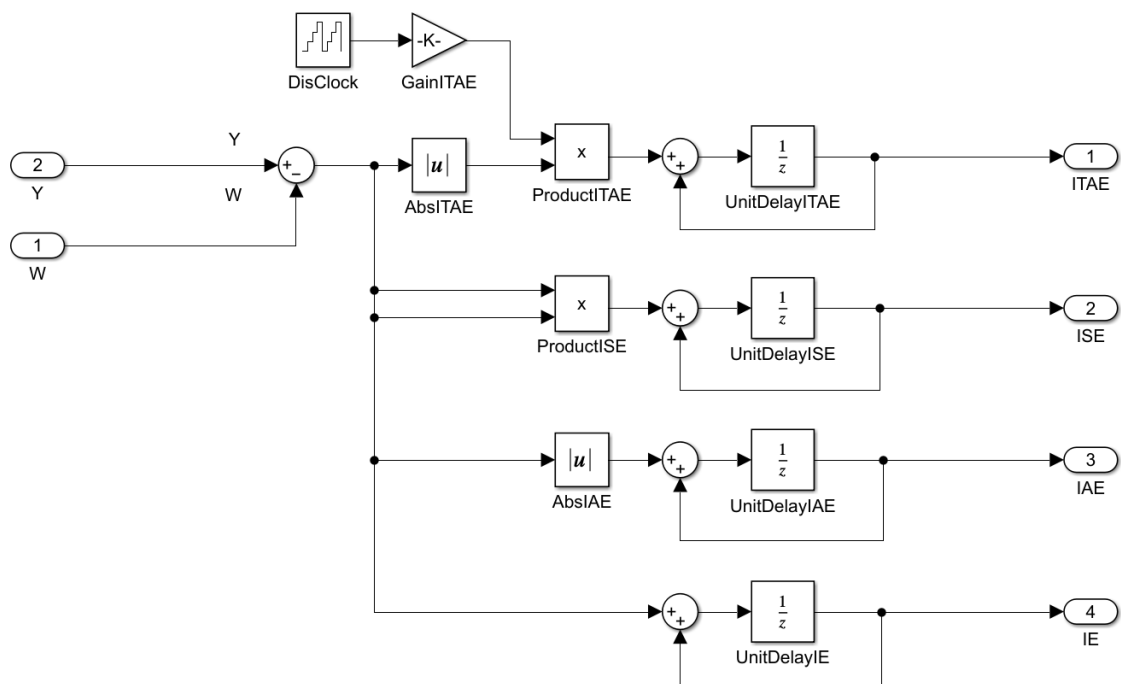 -K-
DisClock
GainITAE
Y
+
−
|u|
x
+
+
1
z
2
1
Y
W
AbsITAE
ProductITAE
UnitDelayITAE
ITAE
1
W
x
+
+
1
z
2
ProductISE
UnitDelayISE
ISE
|u|
+
+
1
z
3
AbsIAE
UnitDelayIAE
IAE
+
+
1
z
4
UnitDelayIE
IE